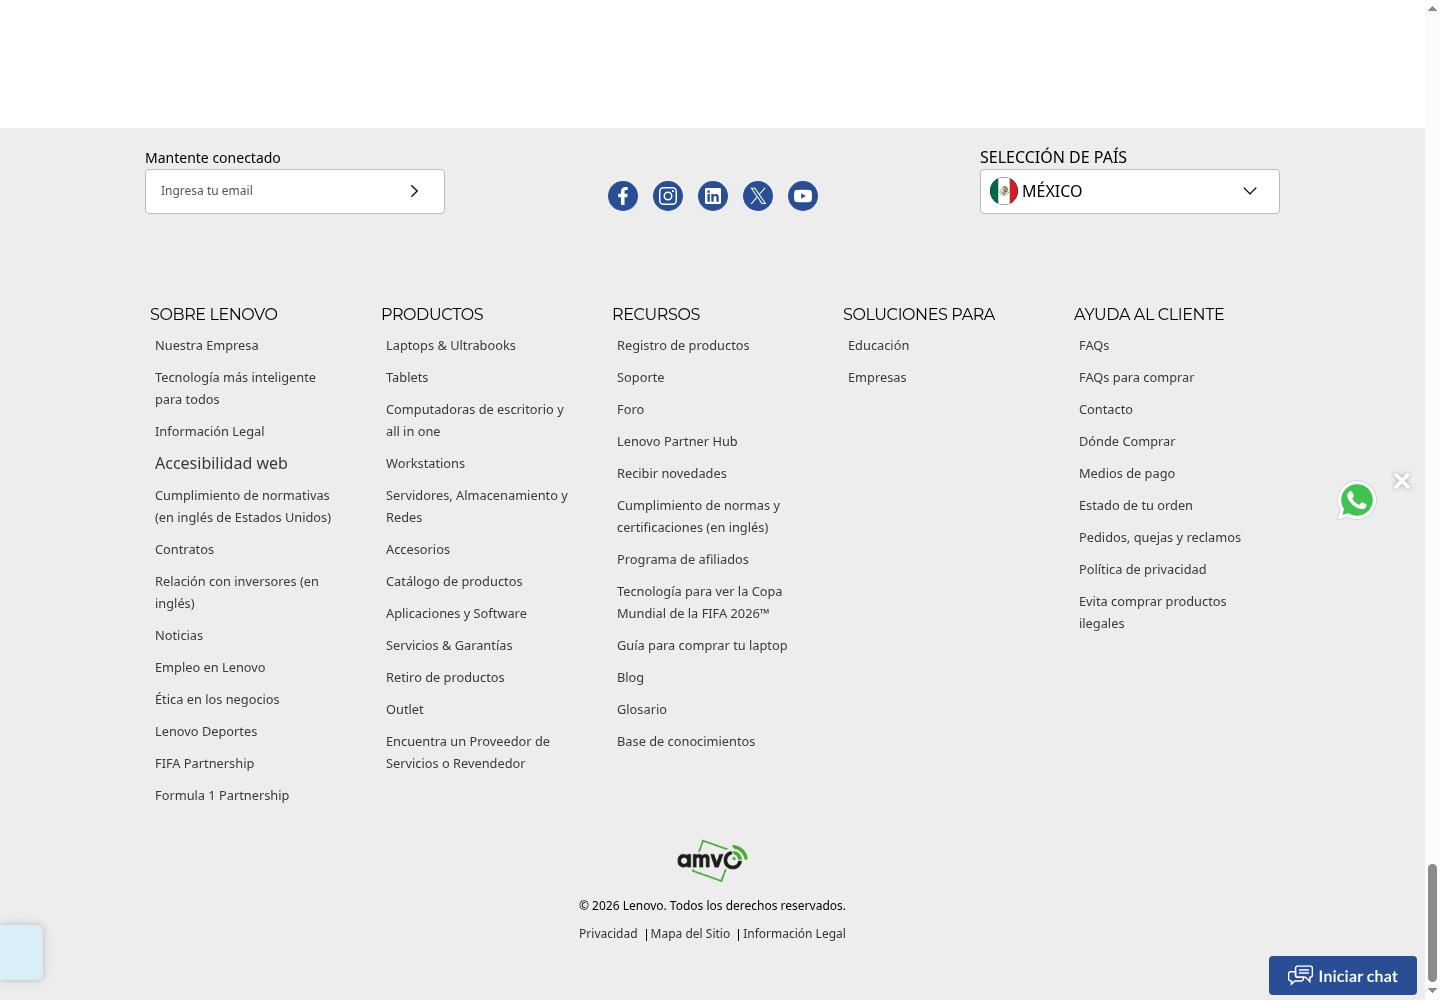 Mantente conectado
Ingresa tu email
SELECCIÓN DE PAÍS
MÉXICO
SOBRE LENOVO
Nuestra Empresa
Tecnología más inteligente
para todos
Información Legal
Accesibilidad web
Cumplimiento de normativas
(en inglés de Estados Unidos)
Contratos
Relación con inversores (en
inglés)
Noticias
Empleo en Lenovo
Ética en los negocios
Lenovo Deportes
FIFA Partnership
Formula 1 Partnership
PRODUCTOS
Laptops & Ultrabooks
Tablets
Computadoras de escritorio y
all in one
Workstations
Servidores, Almacenamiento y
Redes
Accesorios
Catálogo de productos
Aplicaciones y Software
Servicios & Garantías
Retiro de productos
Outlet
Encuentra un Proveedor de
Servicios o Revendedor
RECURSOS
Registro de productos
Soporte
Foro
Lenovo Partner Hub
Recibir novedades
Cumplimiento de normas y
certificaciones (en inglés)
Programa de afiliados
Tecnología para ver la Copa
Mundial de la FIFA 2026™
Guía para comprar tu laptop
Blog
Glosario
Base de conocimientos
SOLUCIONES PARA
Educación
Empresas
AYUDA AL CLIENTE
FAQs
FAQs para comprar
Contacto
Dónde Comprar
Medios de pago
Estado de tu orden
Pedidos, quejas y reclamos
Política de privacidad
Evita comprar productos
ilegales
amvo
© 2026 Lenovo. Todos los derechos reservados.
Privacidad | Mapa del Sitio | Información Legal
Iniciar chat